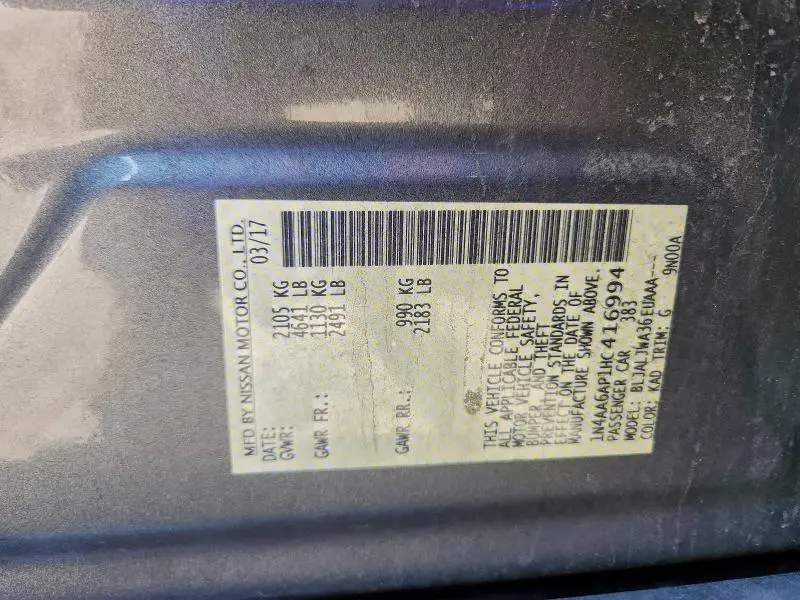 MFD BY NISSAN MOTOR CO., LTD.
DATE: 03/17
GVWR: 2105 KG
4641 LB
GAWR FR.: 1130 KG
2491 LB
GAWR RR.: 990 KG
2183 LB
THIS VEHICLE CONFORMS TO
ALL APPLICABLE FEDERAL
MOTOR VEHICLE SAFETY,
BUMPER, AND THEFT
PREVENTION STANDARDS IN
EFFECT ON THE DATE OF
MANUFACTURE SHOWN ABOVE.
1N4AA6AP1HC416994
PASSENGER CAR 383
MODEL: BLJALJWA36EUAAA----
COLOR: KAD TRIM: G 9N00A